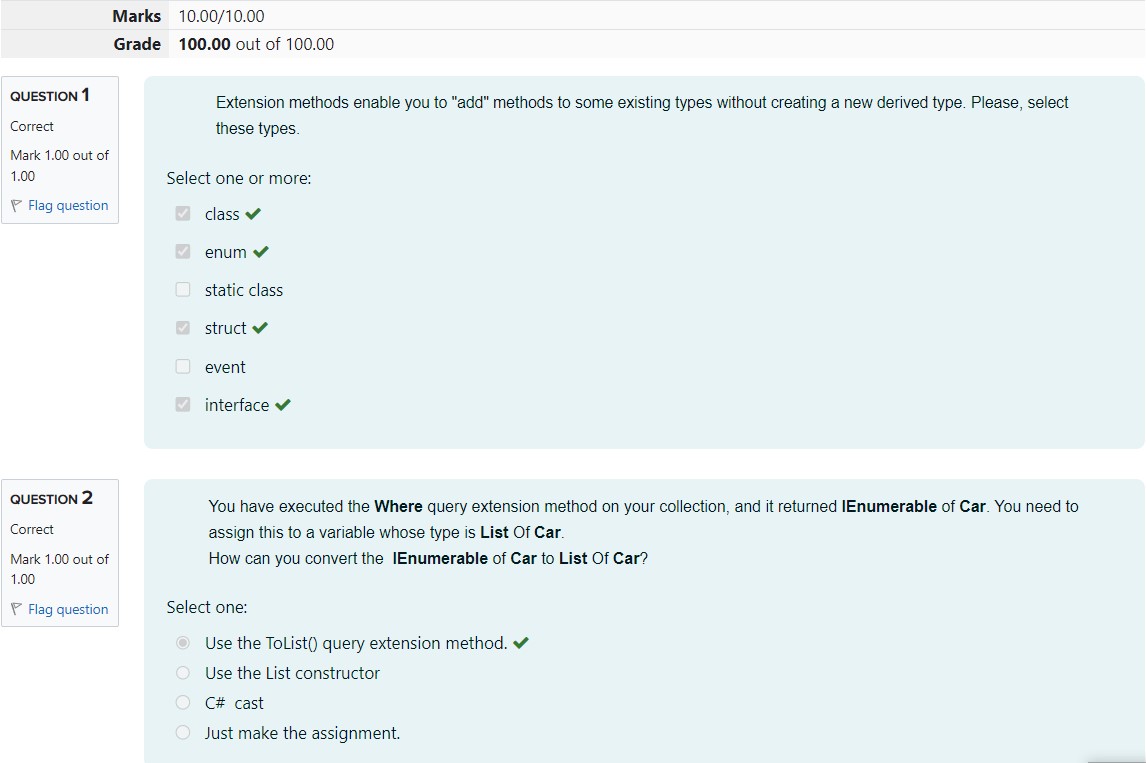 Marks 10.00/10.00
Grade 100.00 out of 100.00
QUESTION 1
Correct
Mark 1.00 out of
1.00
Flag question
Extension methods enable you to "add" methods to some existing types without creating a new derived type. Please, select
these types.
Select one or more:
class
enum
static class
struct
event
interface
QUESTION 2
Correct
Mark 1.00 out of
1.00
Flag question
You have executed the Where query extension method on your collection, and it returned IEnumerable of Car. You need to
assign this to a variable whose type is List Of Car.
How can you convert the IEnumerable of Car to List Of Car?
Select one:
Use the ToList() query extension method.
Use the List constructor
C# cast
Just make the assignment.